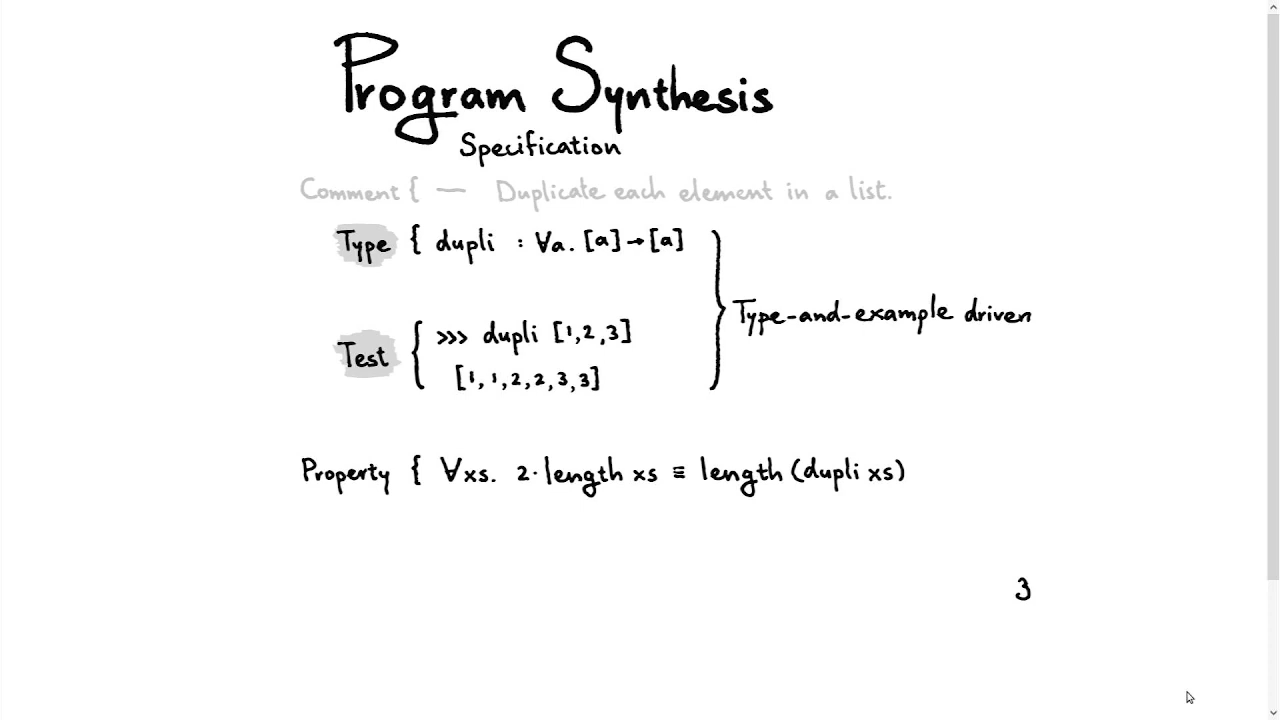 Program Synthesis
Specification
Comment { — Duplicate each element in a list.
Type { dupli : ∀a. [a]→[a]
Type-and-example driven
Test { >>> dupli [1,2,3]
[1,1,2,2,3,3]
Property { ∀xs. 2·length xs ≡ length (dupli xs)
3